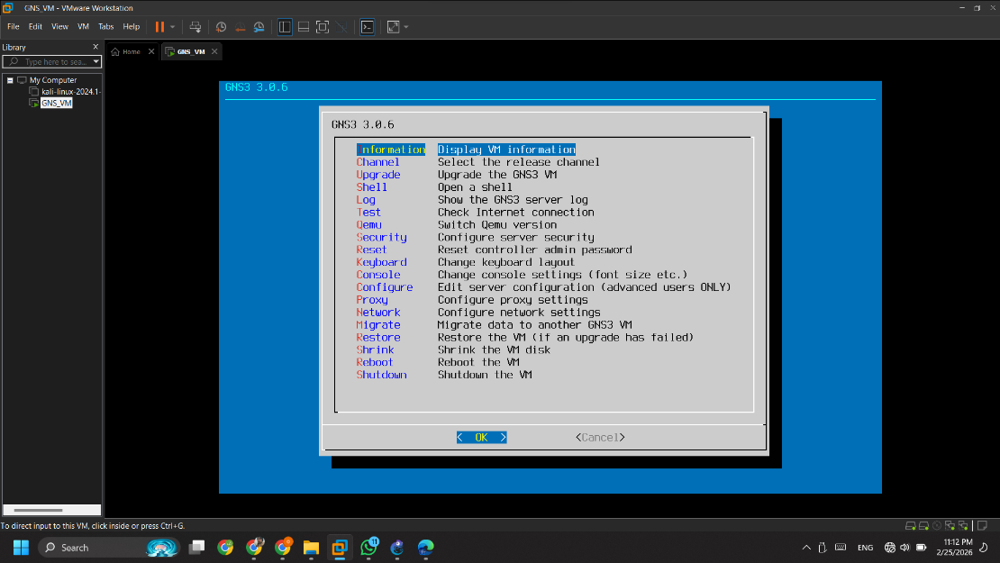 GNS_VM - VMware Workstation
File Edit View VM Tabs Help
Library
Type here to sea...
My Computer
kali-linux-2024.1-
GNS_VM
Home
GNS_VM
GNS3 3.0.6
GNS3 3.0.6
Information Display VM information
Channel Select the release channel
Upgrade Upgrade the GNS3 VM
Shell Open a shell
Log Show the GNS3 server log
Test Check Internet connection
Qemu Switch Qemu version
Security Configure server security
Reset Reset controller admin password
Keyboard Change keyboard layout
Console Change console settings (font size etc.)
Configure Edit server configuration (advanced users ONLY)
Proxy Configure proxy settings
Network Configure network settings
Migrate Migrate data to another GNS3 VM
Restore Restore the VM (if an upgrade has failed)
Shrink Shrink the VM disk
Reboot Reboot the VM
Shutdown Shutdown the VM
< OK > <Cancel>
To direct input to this VM, click inside or press Ctrl+G.
Search
11
ENG
11:12 PM
2/25/2026